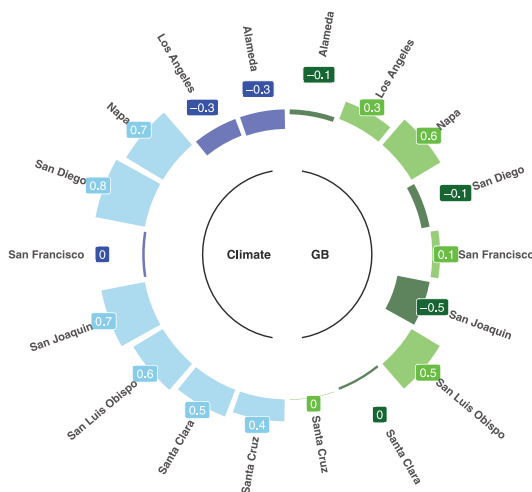 Alameda
−0.3
Los Angeles
−0.3
Napa
0.7
San Diego
0.8
San Francisco
0
San Joaquin
0.7
San Luis Obispo
0.6
Santa Clara
0.5
Santa Cruz
0.4
Climate
GB
Alameda
−0.1
Los Angeles
0.3
Napa
0.6
San Diego
−0.1
San Francisco
0.1
San Joaquin
−0.5
San Luis Obispo
0.5
Santa Clara
0
Santa Cruz
0